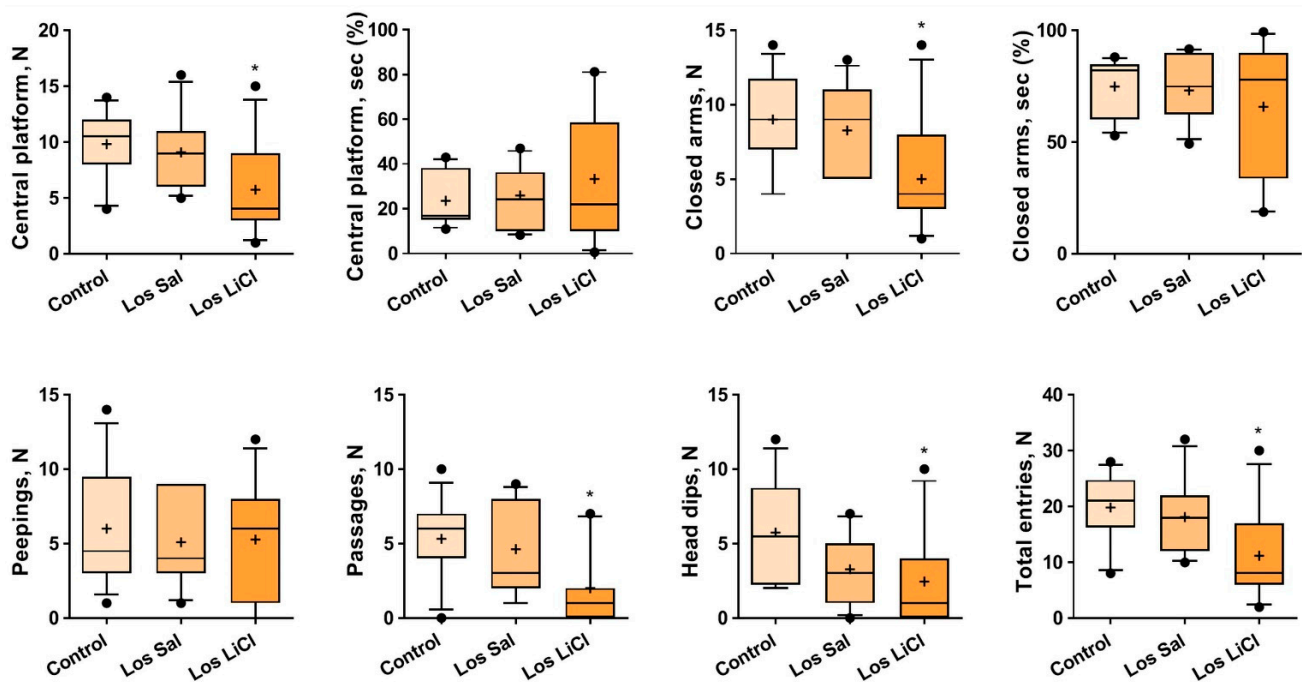 Central platform, N
20
15
10
5
0
*
Control
Los Sal
Los LiCl
Central platform, sec (%)
100
80
60
40
20
0
Control
Los Sal
Los LiCl
Closed arms, N
15
10
5
0
*
Control
Los Sal
Los LiCl
Closed arms, sec (%)
100
50
0
Control
Los Sal
Los LiCl
Peepings, N
15
10
5
0
Control
Los Sal
Los LiCl
Passages, N
15
10
5
0
*
Control
Los Sal
Los LiCl
Head dips, N
15
10
5
0
*
Control
Los Sal
Los LiCl
Total entries, N
40
30
20
10
0
*
Control
Los Sal
Los LiCl